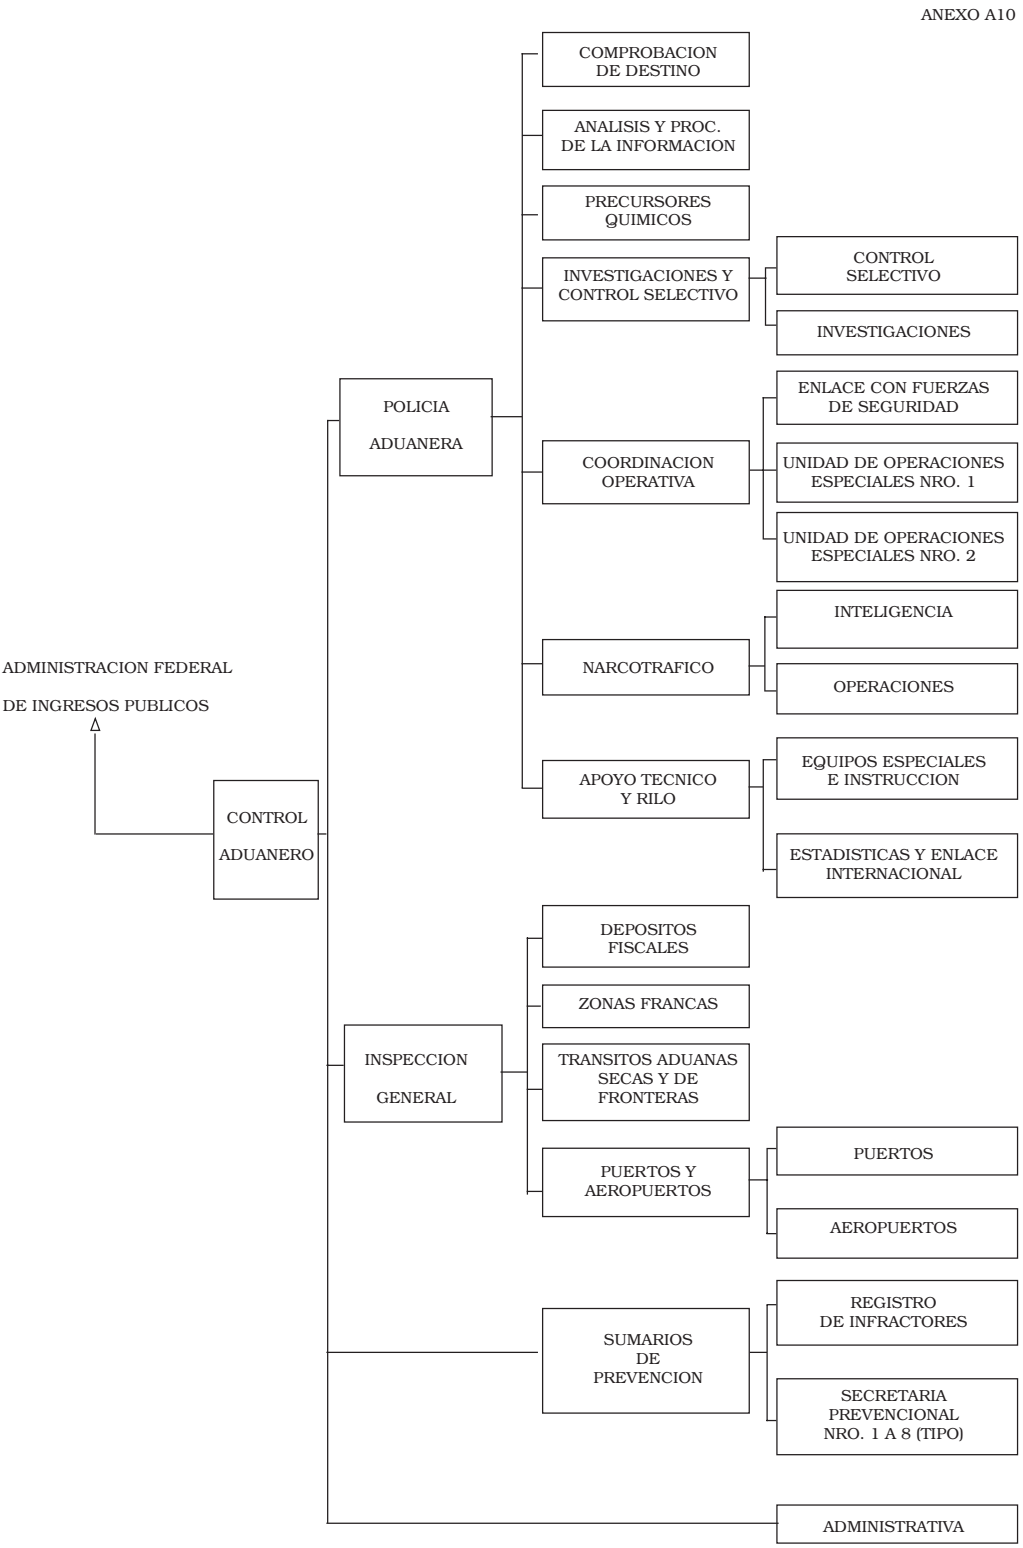 ANEXO A10
COMPROBACION
DE DESTINO
ANALISIS Y PROC.
DE LA INFORMACION
PRECURSORES
QUIMICOS
INVESTIGACIONES Y
CONTROL SELECTIVO
CONTROL
SELECTIVO
INVESTIGACIONES
POLICIA
ADUANERA
ENLACE CON FUERZAS
DE SEGURIDAD
COORDINACION
OPERATIVA
UNIDAD DE OPERACIONES
ESPECIALES NRO. 1
UNIDAD DE OPERACIONES
ESPECIALES NRO. 2
INTELIGENCIA
NARCOTRAFICO
OPERACIONES
ADMINISTRACION FEDERAL
DE INGRESOS PUBLICOS
CONTROL
ADUANERO
APOYO TECNICO
Y RILO
EQUIPOS ESPECIALES
E INSTRUCCION
ESTADISTICAS Y ENLACE
INTERNACIONAL
DEPOSITOS
FISCALES
ZONAS FRANCAS
INSPECCION
GENERAL
TRANSITOS ADUANAS
SECAS Y DE
FRONTERAS
PUERTOS Y
AEROPUERTOS
PUERTOS
AEROPUERTOS
SUMARIOS
DE
PREVENCION
REGISTRO
DE INFRACTORES
SECRETARIA
PREVENCIONAL
NRO. 1 A 8 (TIPO)
ADMINISTRATIVA